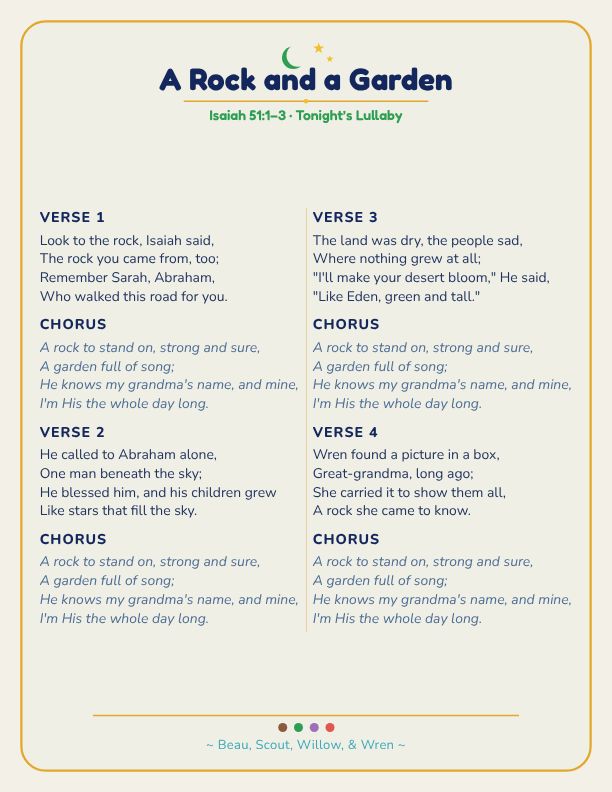 A Rock and a Garden
Isaiah 51:1–3 · Tonight's Lullaby
VERSE 1
Look to the rock, Isaiah said,
The rock you came from, too;
Remember Sarah, Abraham,
Who walked this road for you.
CHORUS
A rock to stand on, strong and sure,
A garden full of song;
He knows my grandma's name, and mine,
I'm His the whole day long.
VERSE 2
He called to Abraham alone,
One man beneath the sky;
He blessed him, and his children grew
Like stars that fill the sky.
CHORUS
A rock to stand on, strong and sure,
A garden full of song;
He knows my grandma's name, and mine,
I'm His the whole day long.
VERSE 3
The land was dry, the people sad,
Where nothing grew at all;
"I'll make your desert bloom," He said,
"Like Eden, green and tall."
CHORUS
A rock to stand on, strong and sure,
A garden full of song;
He knows my grandma's name, and mine,
I'm His the whole day long.
VERSE 4
Wren found a picture in a box,
Great-grandma, long ago;
She carried it to show them all,
A rock she came to know.
CHORUS
A rock to stand on, strong and sure,
A garden full of song;
He knows my grandma's name, and mine,
I'm His the whole day long.
~ Beau, Scout, Willow, & Wren ~